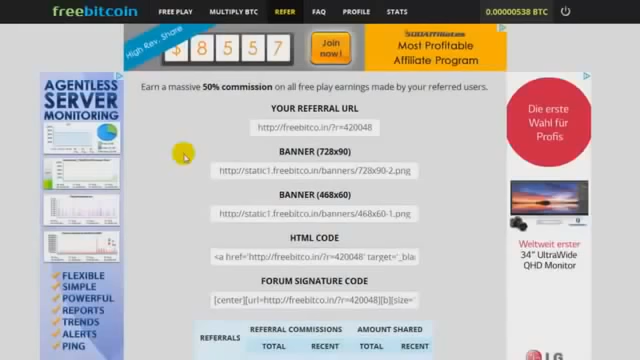 freebitcoin FREE PLAY MULTIPLY BTC REFER FAQ PROFILE STATS 0.00000538 BTC
High Rev. Share
$8557
Join now!
Most Profitable
Affiliate Program
Earn a massive 50% commission on all free play earnings made by your referred users.
YOUR REFERRAL URL
http://freebitco.in/?r=420048
BANNER (728x90)
http://static1.freebitco.in/banners/728x90-2.png
BANNER (468x60)
http://static1.freebitco.in/banners/468x60-1.png
HTML CODE
<a href='http://freebitco.in/?r=420048' target='_bla
FORUM SIGNATURE CODE
[center][url=http://freebitco.in/?r=420048][b][size='
REFERRALS
REFERRAL COMMISSIONS AMOUNT SHARED
TOTAL RECENT TOTAL RECENT
AGENTLESS
SERVER
MONITORING
FLEXIBLE
SIMPLE
POWERFUL
REPORTS
TRENDS
ALERTS
PING
Die erste
Wahl für
Profis
Weltweit erster
34" UltraWide
QHD Monitor
LG